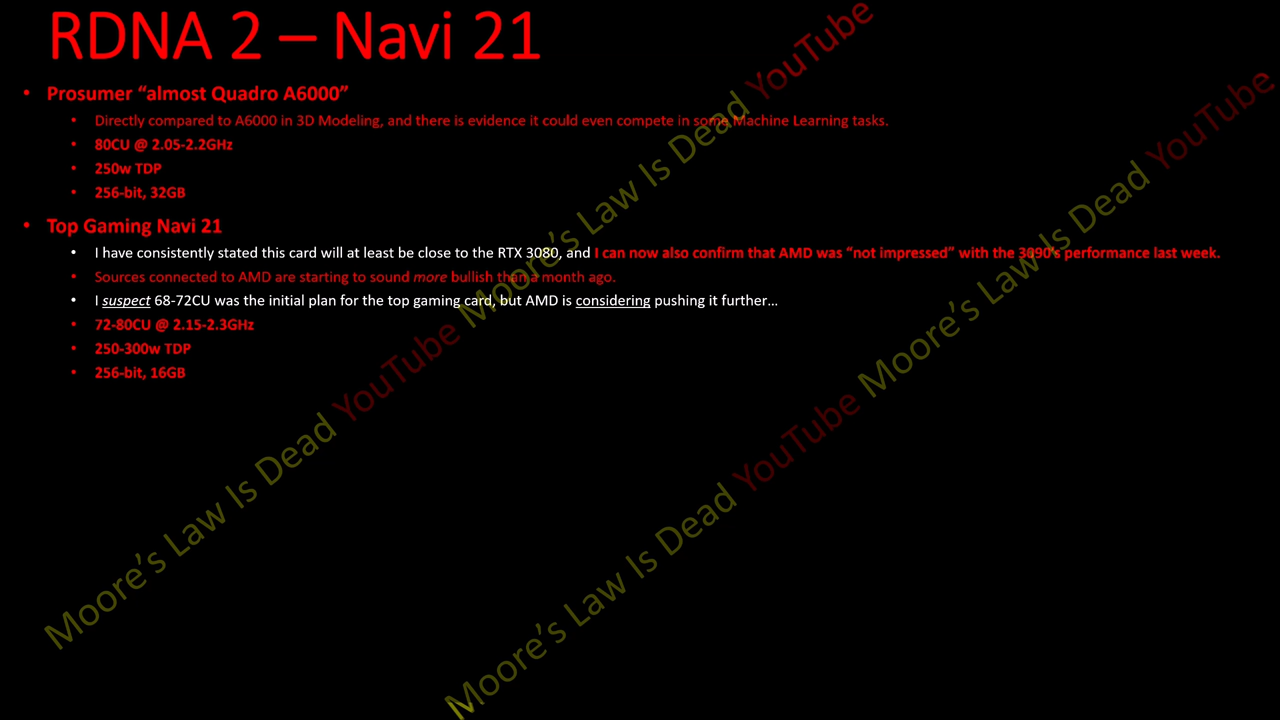 RDNA 2 – Navi 21
• Prosumer “almost Quadro A6000”
• Directly compared to A6000 in 3D Modeling, and there is evidence it could even compete in some Machine Learning tasks.
• 80CU @ 2.05-2.2GHz
• 250w TDP
• 256-bit, 32GB
• Top Gaming Navi 21
• I have consistently stated this card will at least be close to the RTX 3080, and I can now also confirm that AMD was “not impressed” with the 3090’s performance last week.
• Sources connected to AMD are starting to sound more bullish than a month ago.
• I suspect 68-72CU was the initial plan for the top gaming card, but AMD is considering pushing it further…
• 72-80CU @ 2.15-2.3GHz
• 250-300w TDP
• 256-bit, 16GB
Moore’s Law Is Dead YouTube Moore’s Law Is Dead YouTube
Moore’s Law Is Dead YouTube Moore’s Law Is Dead YouTube